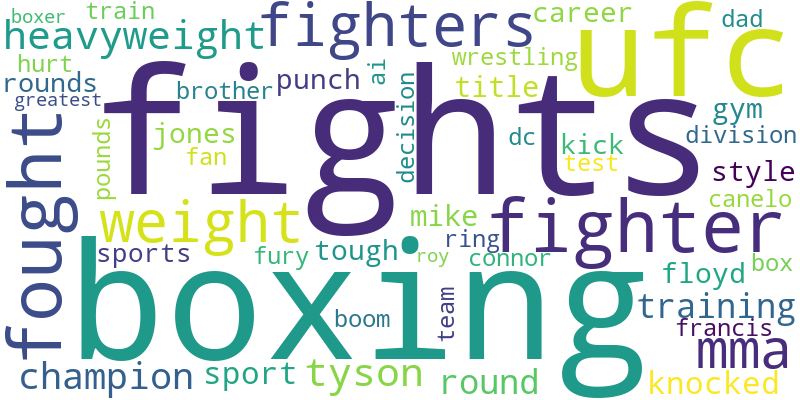 boxer train
fighters
career
dad
heavyweight
ufc
hurt
wrestling
ai
rounds
brother
punch
title
greatest
fights
decision
gym
jones
dc
kick
division
fan
test
pounds
style
fought
weight
mike
fighter
canelo
sports
fury
tough
roy
ring
connor
box
floyd
boxing
boom
team
training
francis
mma
champion
sport
tyson
round
knocked